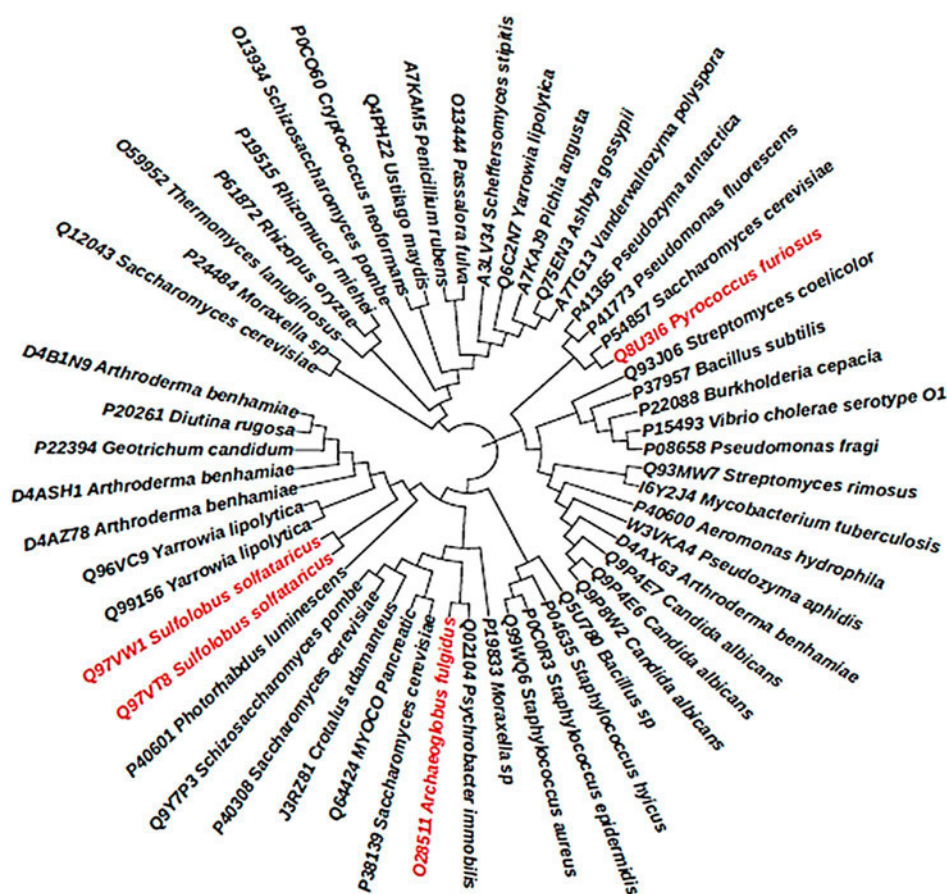 Q12043 Saccharomyces cerevisiae
P24484 Moraxella sp
O59952 Thermomyces lanuginosus
P61872 Rhizopus oryzae
P19515 Rhizomucor miehei
O13934 Schizosaccharomyces pombe
P0CO60 Cryptococcus neoformans
Q4PHZ2 Ustilago maydis
A7KAM5 Penicillium rubens
O13444 Passalora fulva
A3LV34 Scheffersomyces stipitis
Q6C2N7 Yarrowia lipolytica
A7KAJ9 Pichia angusta
Q75EN3 Ashbya gossypii
A7TG13 Vanderwaltozyma polyspora
P41365 Pseudozyma antarctica
P41773 Pseudomonas fluorescens
P54857 Saccharomyces cerevisiae
Q8U3I6 Pyrococcus furiosus
Q93J06 Streptomyces coelicolor
P37957 Bacillus subtilis
P22088 Burkholderia cepacia
P15493 Vibrio cholerae serotype O1
P08658 Pseudomonas fragi
Q93MW7 Streptomyces rimosus
I6Y2J4 Mycobacterium tuberculosis
P40600 Aeromonas hydrophila
W3VKA4 Pseudozyma aphidis
D4AX63 Arthroderma benhamiae
Q9P4E7 Candida albicans
Q9P4E6 Candida albicans
Q9P8W2 Candida albicans
Q5U780 Bacillus sp
P04635 Staphylococcus hyicus
P0C0R3 Staphylococcus epidermidis
Q99WQ6 Staphylococcus aureus
P19833 Moraxella sp
Q02104 Psychrobacter immobilis
O28511 Archaeoglobus fulgidus
P38139 Saccharomyces cerevisiae
Q64424 MYOCO Pancreatic
J3RZ81 Crotalus adamanteus
P40308 Saccharomyces cerevisiae
Q9Y7P3 Schizosaccharomyces pombe
P40601 Photorhabdus luminescens
Q97VT8 Sulfolobus solfataricus
Q97VW1 Sulfolobus solfataricus
Q99156 Yarrowia lipolytica
Q96VC9 Yarrowia lipolytica
D4AZ78 Arthroderma benhamiae
D4ASH1 Arthroderma benhamiae
P22394 Geotrichum candidum
P20261 Diutina rugosa
D4B1N9 Arthroderma benhamiae